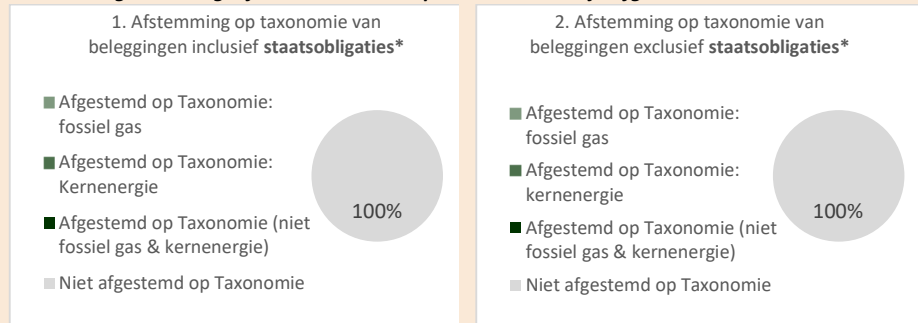 1. Afstemming op taxonomie van
beleggingen inclusief staatsobligaties*
Afgestemd op Taxonomie:
fossiel gas
Afgestemd op Taxonomie:
Kernenergie
Afgestemd op Taxonomie (niet
fossiel gas & kernenergie)
Niet afgestemd op Taxonomie
100%
2. Afstemming op taxonomie van
beleggingen exclusief staatsobligaties*
Afgestemd op Taxonomie:
fossiel gas
Afgestemd op Taxonomie:
kernenergie
Afgestemd op Taxonomie (niet
fossiel gas & kernenergie)
Niet afgestemd op Taxonomie
100%